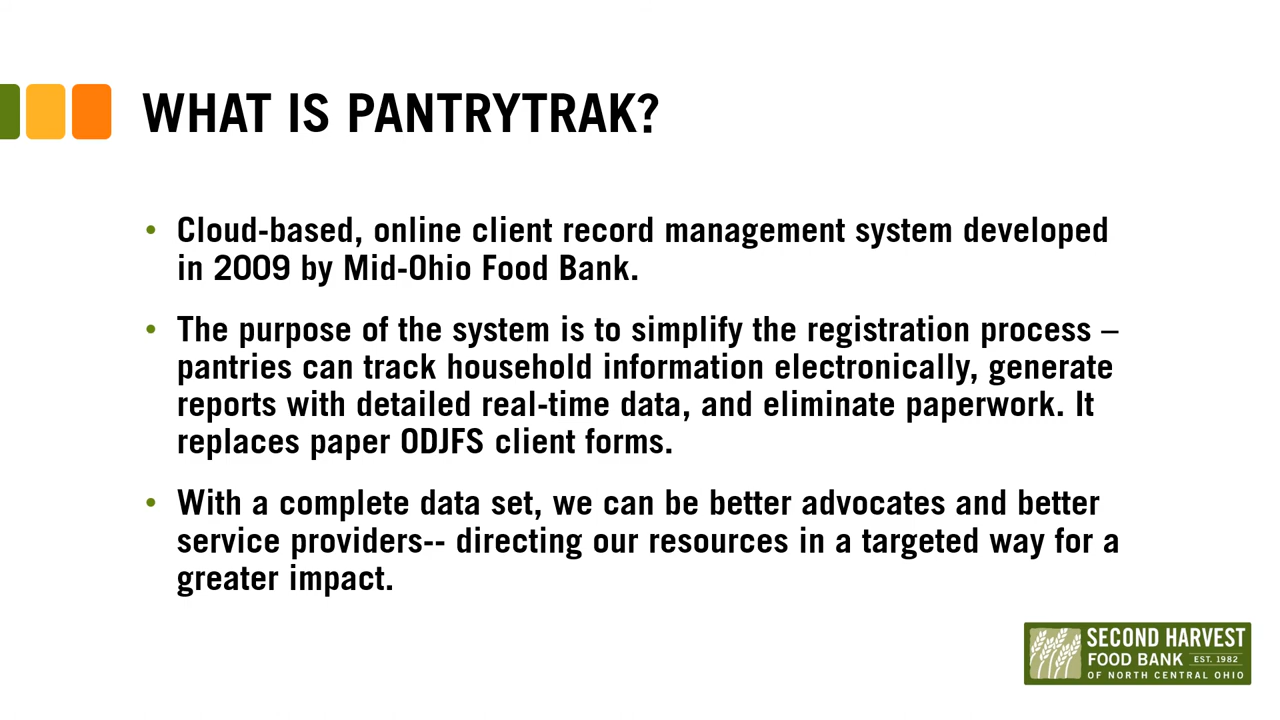 WHAT IS PANTRYTRAK?
• Cloud-based, online client record management system developed
in 2009 by Mid-Ohio Food Bank.
• The purpose of the system is to simplify the registration process –
pantries can track household information electronically, generate
reports with detailed real-time data, and eliminate paperwork. It
replaces paper ODJFS client forms.
• With a complete data set, we can be better advocates and better
service providers-- directing our resources in a targeted way for a
greater impact.
SECOND HARVEST
FOOD BANK EST. 1982
OF NORTH CENTRAL OHIO